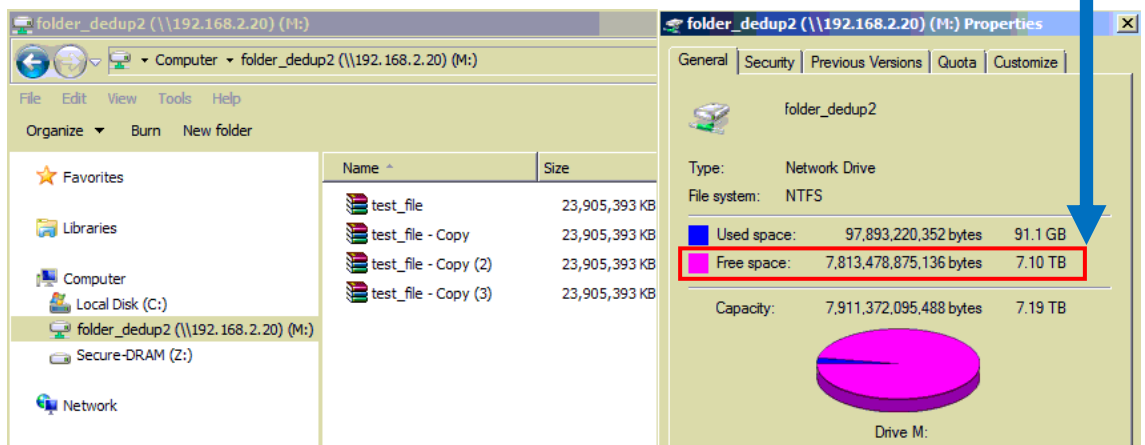 folder_dedup2 (\\192.168.2.20) (M:)
Computer folder_dedup2 (\\192.168.2.20) (M:)
File Edit View Tools Help
Organize Burn New folder
Favorites
Libraries
Computer
Local Disk (C:)
folder_dedup2 (\\192.168.2.20) (M:)
Secure-DRAM (Z:)
Network
Name Size
test_file 23,905,393 KB
test_file - Copy 23,905,393 KB
test_file - Copy (2) 23,905,393 KB
test_file - Copy (3) 23,905,393 KB
folder_dedup2 (\\192.168.2.20) (M:) Properties
General Security Previous Versions Quota Customize
folder_dedup2
Type: Network Drive
File system: NTFS
Used space: 97,893,220,352 bytes 91.1 GB
Free space: 7,813,478,875,136 bytes 7.10 TB
Capacity: 7,911,372,095,488 bytes 7.19 TB
Drive M: